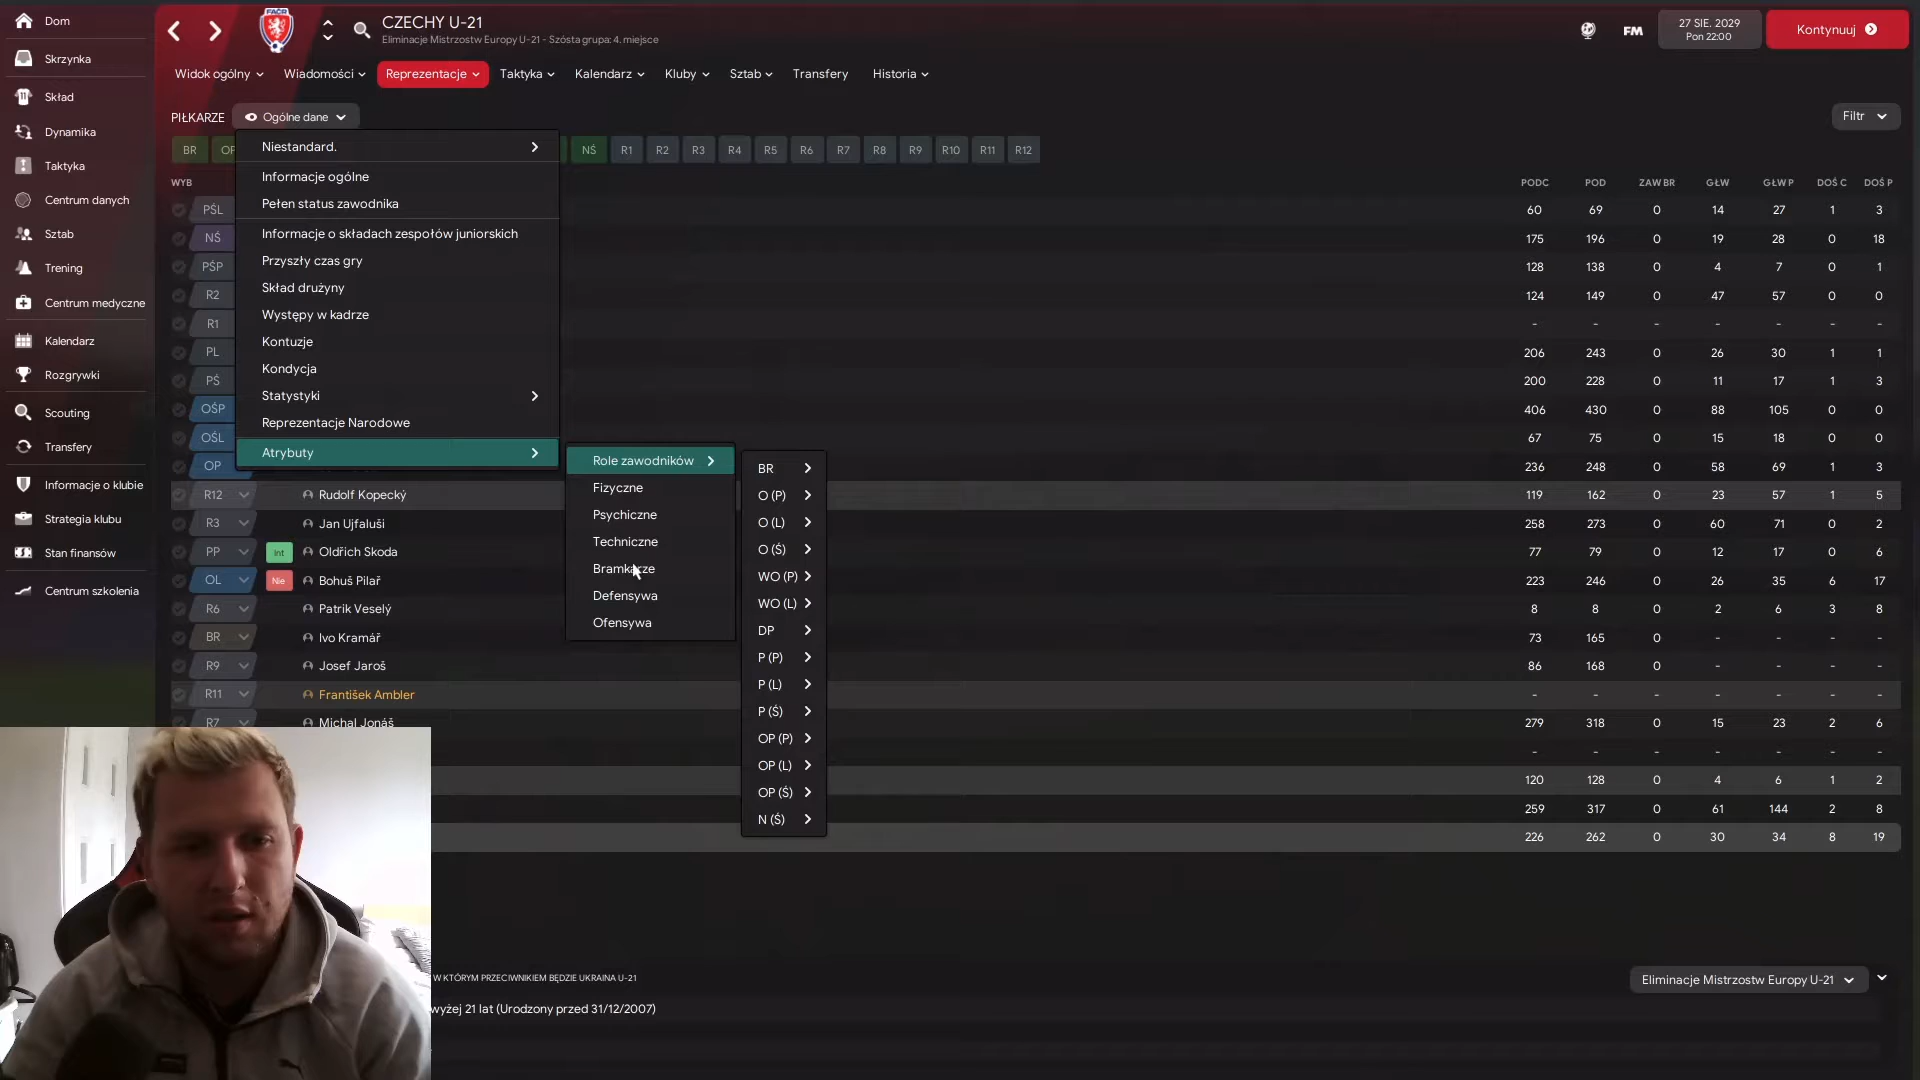 Dom
Skrzynka
Skład
Dynamika
Taktyka
Centrum danych
Sztab
Trening
Centrum medyczne
Kalendarz
Rozgrywki
Scouting
Transfery
Informacje o klubie
Strategia klubu
Stan finansów
Centrum szkolenia
FAČR
CZECHY U-21
Eliminacje Mistrzostw Europy U-21 - Szósta grupa: 4. miejsce
FM
27 SIE. 2029
Pon 22:00
Kontynuuj
Widok ogólny Wiadomości Reprezentacje Taktyka Kalendarz Kluby Sztab Transfery Historia
PIŁKARZE Ogólne dane Filtr
BR NŚ R1 R2 R3 R4 R5 R6 R7 R8 R9 R10 R11 R12
WYB PODC POD ZAW BR GŁW GŁW P DOŚ C DOŚ P
PŚL 60 69 0 14 27 1 3
NŚ 175 196 0 19 28 0 18
PŚP 128 138 0 4 7 0 1
R2 124 149 0 47 57 0 0
R1 - - - - - - -
PL 206 243 0 26 30 1 1
PŚ 200 228 0 11 17 1 3
OŚP 406 430 0 88 105 0 0
OŚL 67 75 0 15 18 0 0
OP 236 248 0 58 69 1 3
R12 Rudolf Kopecký 119 162 0 23 57 1 5
R3 Jan Ujfaluši 258 273 0 60 71 0 2
PP Int Oldřich Skoda 77 79 0 12 17 0 6
OL Nie Bohuš Pilař 223 246 0 26 35 6 17
R6 Patrik Veselý 8 8 0 2 6 3 8
BR Ivo Kramář 73 165 0 - - - -
R9 Josef Jaroš 86 168 0 - - - -
R11 František Ambler - - - - - - -
R7 Michal Jonáš 279 318 0 15 23 2 6
- - - - - - -
120 128 0 4 6 1 2
259 317 0 61 144 2 8
226 262 0 30 34 8 19
Niestandard.
Informacje ogólne
Pełen status zawodnika
Informacje o składach zespołów juniorskich
Przyszły czas gry
Skład drużyny
Występy w kadrze
Kontuzje
Kondycja
Statystyki
Reprezentacje Narodowe
Atrybuty
Role zawodników
Fizyczne
Psychiczne
Techniczne
Bramkarze
Defensywa
Ofensywa
BR
O (P)
O (L)
O (Ś)
WO (P)
WO (L)
DP
P (P)
P (L)
P (Ś)
OP (P)
OP (L)
OP (Ś)
N (Ś)
W KTÓRYM PRZECIWNIKIEM BĘDZIE UKRAINA U-21
Eliminacje Mistrzostw Europy U-21
wyżej 21 lat (Urodzony przed 31/12/2007)